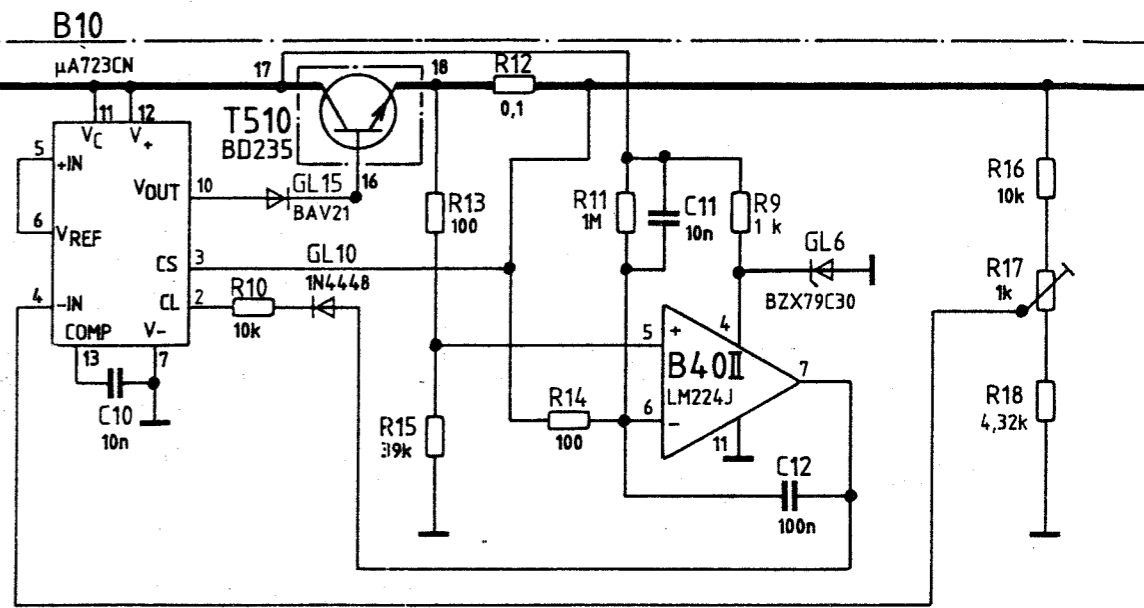 B10
µA723CN
17
18
R12
0,1
11
12
VC
V+
T510
BD235
5
+IN
VOUT
10
GL15
BAV21
16
6
VREF
R13
100
R11
1M
C11
10n
R9
1 k
R16
10k
CS
3
GL10
1N4448
GL6
BZX79C30
R17
1k
4
-IN
CL
2
R10
10k
COMP
V-
13
7
C10
10n
5
+
4
B40II
LM224J
7
6
-
11
R14
100
R15
39k
R18
4,32k
C12
100n